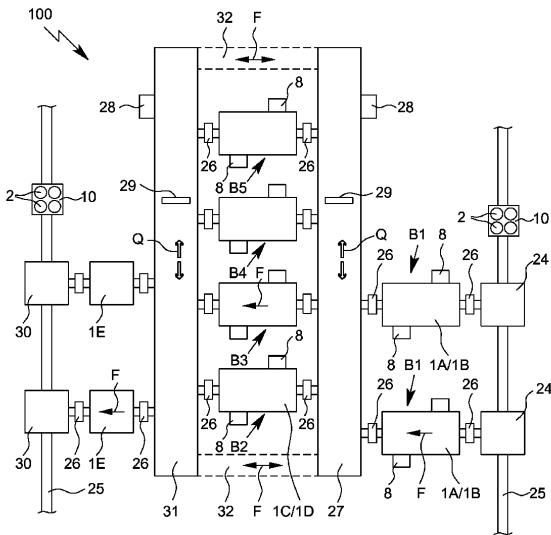 100
32 F
8
28 28
26 26
8 B5
29 29
2 10 2 10
Q Q B1 8
B4 F 26 26 24
30 1E
B3 8 8 1A/1B
F B1
26 26 26 24
26 26
8 B2
30 1E F
26 26 8 1A/1B
25 31 32 F 1C/1D 27 F 25